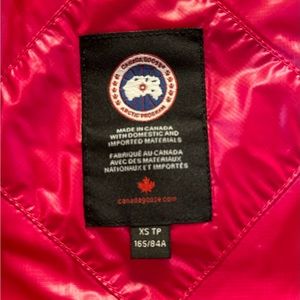 CANADA GOOSE
ARCTIC PROGRAM
MADE IN CANADA
WITH DOMESTIC AND
IMPORTED MATERIALS
FABRIQUÉ AU CANADA
AVEC DES MATERIAUX
NATIONAUX ET IMPORTÉS
canadagoose.com
XS TP
165/84A